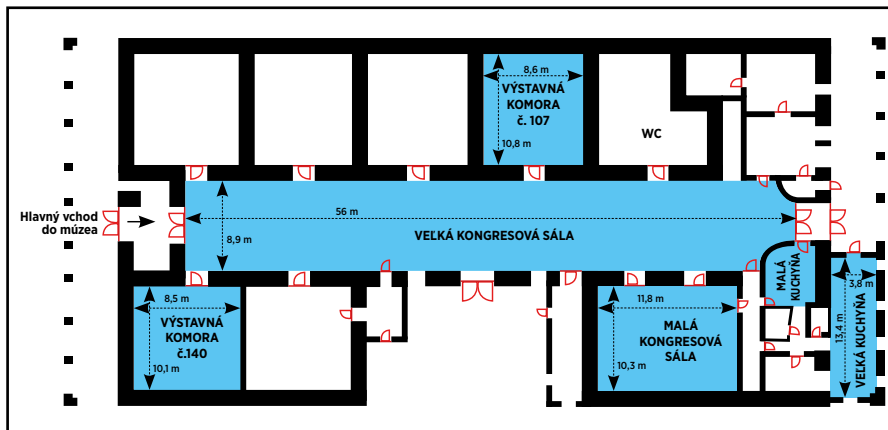 8,6 m
VÝSTAVNÁ
KOMORA
č. 107
10,8 m
WC
Hlavný vchod
do múzea
56 m
8,9 m
VEĽKÁ KONGRESOVÁ SÁLA
MALÁ
KUCHYŇA
3,8 m
13,4 m
VEĽKÁ KUCHYŇA
8,5 m
VÝSTAVNÁ
KOMORA
č.140
10,1 m
11,8 m
MALÁ
KONGRESOVÁ
SÁLA
10,3 m